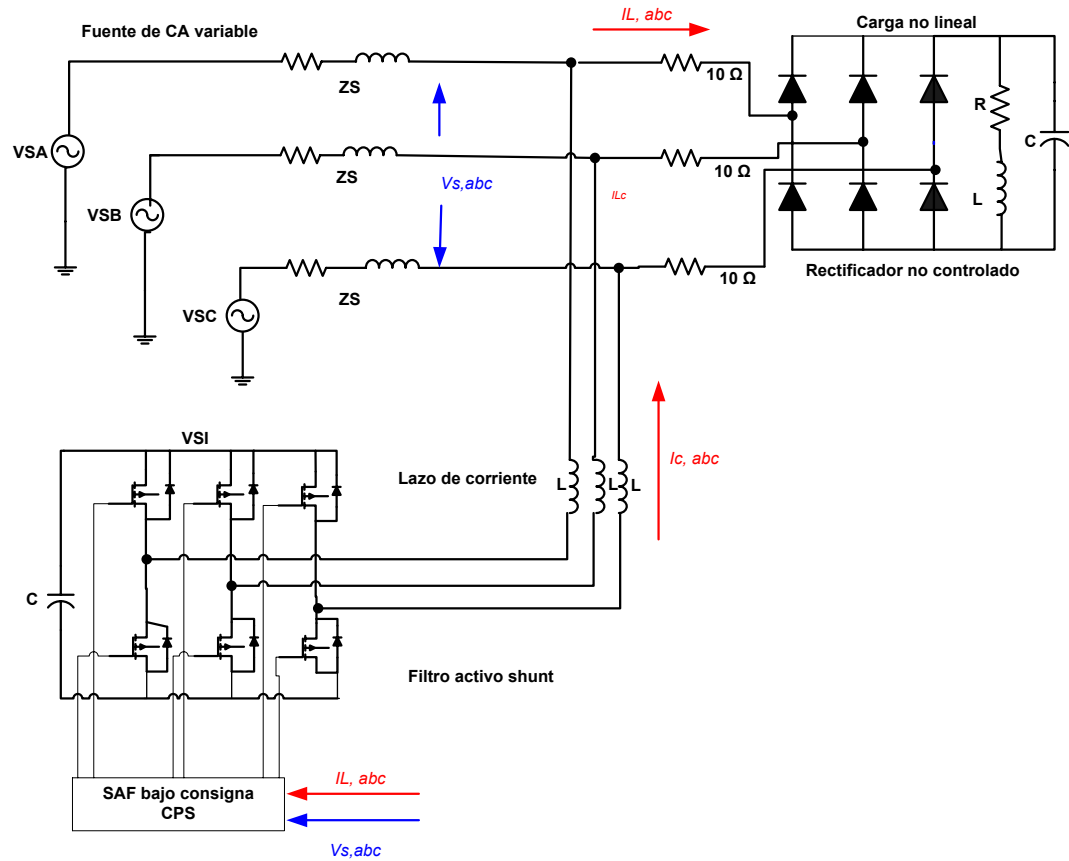 Fuente de CA variable
IL, abc
Carga no lineal
ZS
10 Ω
R
C
VSA
ZS
Vs,abc
ILc
10 Ω
L
VSB
ZS
10 Ω
Rectificador no controlado
VSC
VSI
Lazo de corriente
L
L
L
Ic, abc
C
Filtro activo shunt
SAF bajo consigna
CPS
IL, abc
Vs,abc